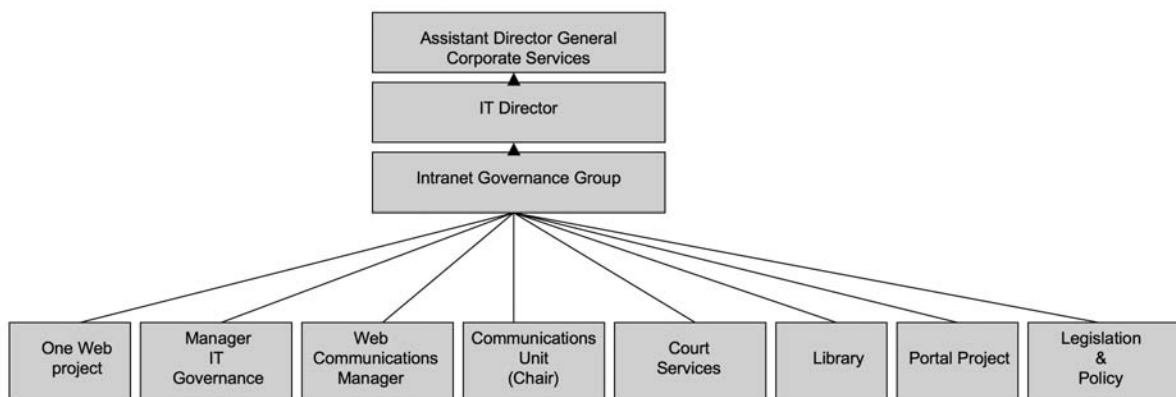 Assistant Director General
Corporate Services
IT Director
Intranet Governance Group
One Web
project
Manager
IT
Governance
Web
Communications
Manager
Communications
Unit
(Chair)
Court
Services
Library
Portal Project
Legislation
&
Policy